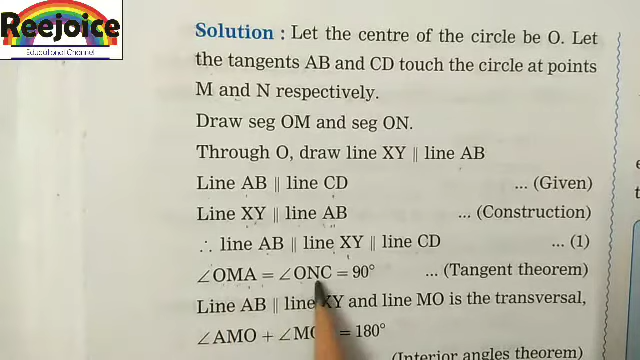 Reejoice
Educational Channel
Solution : Let the centre of the circle be O. Let
the tangents AB and CD touch the circle at points
M and N respectively.
Draw seg OM and seg ON.
Through O, draw line XY ∥ line AB
Line AB ∥ line CD ... (Given)
Line XY ∥ line AB ... (Construction)
∴ line AB ∥ line XY ∥ line CD ... (1)
∠OMA = ∠ONC = 90° ... (Tangent theorem)
Line AB ∥ line XY and line MO is the transversal,
∠AMO + = 180°
(Interior angles theorem)